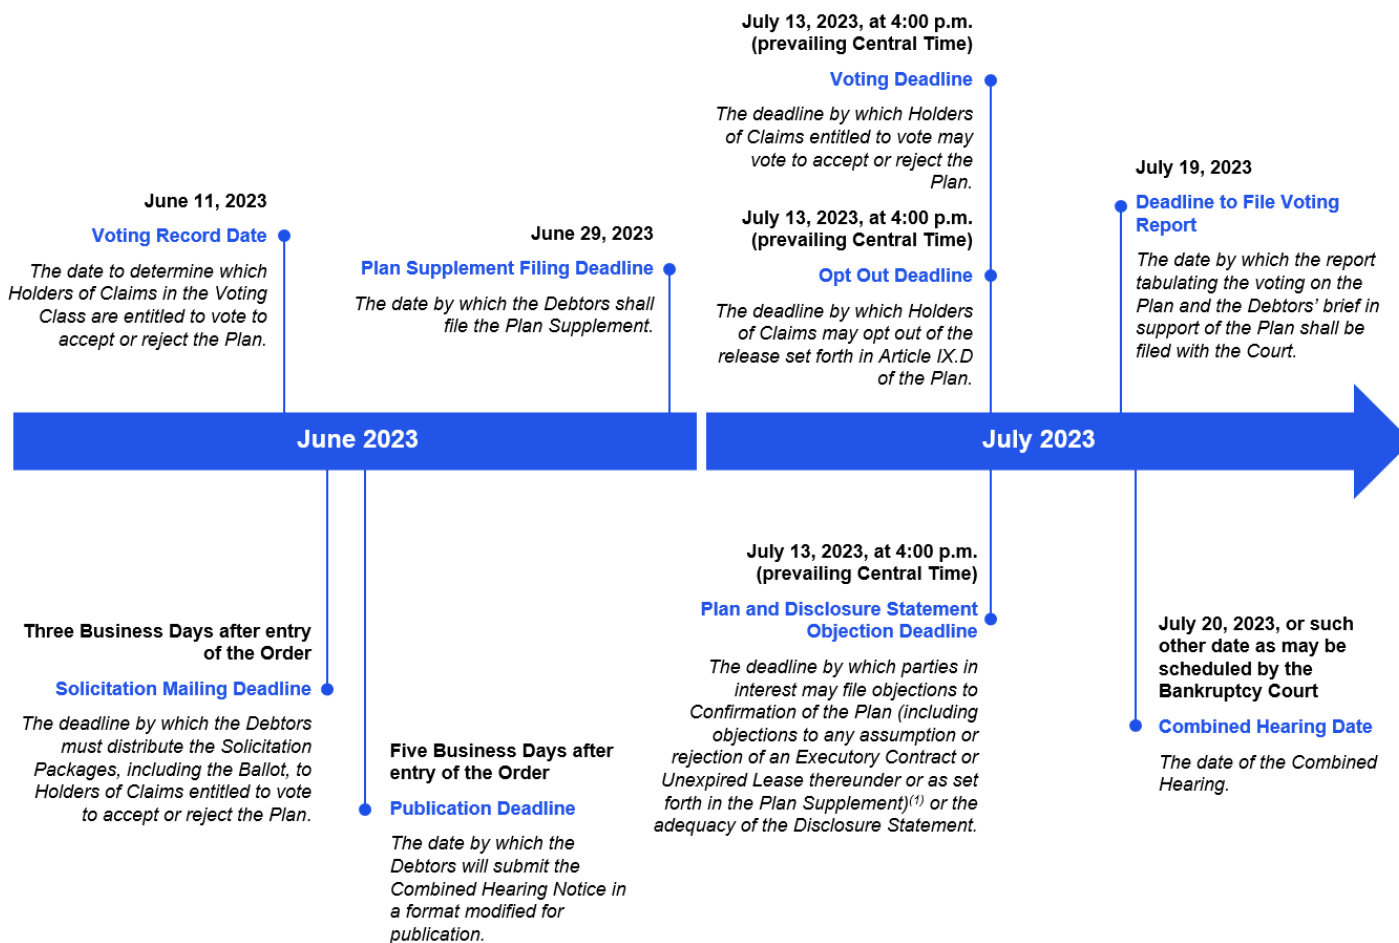 June 11, 2023
Voting Record Date
The date to determine which
Holders of Claims in the Voting
Class are entitled to vote to
accept or reject the Plan.
June 29, 2023
Plan Supplement Filing Deadline
The date by which the Debtors shall
file the Plan Supplement.
July 13, 2023, at 4:00 p.m.
(prevailing Central Time)
Voting Deadline
The deadline by which Holders
of Claims entitled to vote may
vote to accept or reject the
Plan.
July 13, 2023, at 4:00 p.m.
(prevailing Central Time)
Opt Out Deadline
The deadline by which Holders
of Claims may opt out of the
release set forth in Article IX.D
of the Plan.
July 19, 2023
Deadline to File Voting
Report
The date by which the report
tabulating the voting on the
Plan and the Debtors’ brief in
support of the Plan shall be
filed with the Court.
June 2023
July 2023
Three Business Days after entry
of the Order
Solicitation Mailing Deadline
The deadline by which the Debtors
must distribute the Solicitation
Packages, including the Ballot, to
Holders of Claims entitled to vote
to accept or reject the Plan.
Five Business Days after
entry of the Order
Publication Deadline
The date by which the
Debtors will submit the
Combined Hearing Notice in
a format modified for
publication.
July 13, 2023, at 4:00 p.m.
(prevailing Central Time)
Plan and Disclosure Statement
Objection Deadline
The deadline by which parties in
interest may file objections to
Confirmation of the Plan (including
objections to any assumption or
rejection of an Executory Contract or
Unexpired Lease thereunder or as set
forth in the Plan Supplement)(1) or the
adequacy of the Disclosure Statement.
July 20, 2023, or such
other date as may be
scheduled by the
Bankruptcy Court
Combined Hearing Date
The date of the Combined
Hearing.